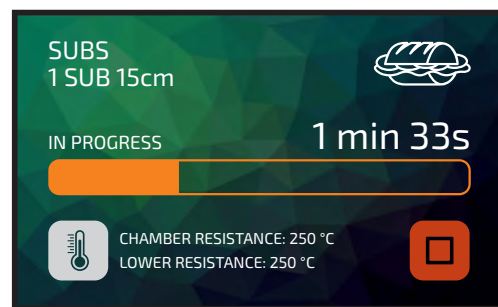 SUBS
1 SUB 15cm
IN PROGRESS
1 min 33s
CHAMBER RESISTANCE: 250 °C
LOWER RESISTANCE: 250 °C